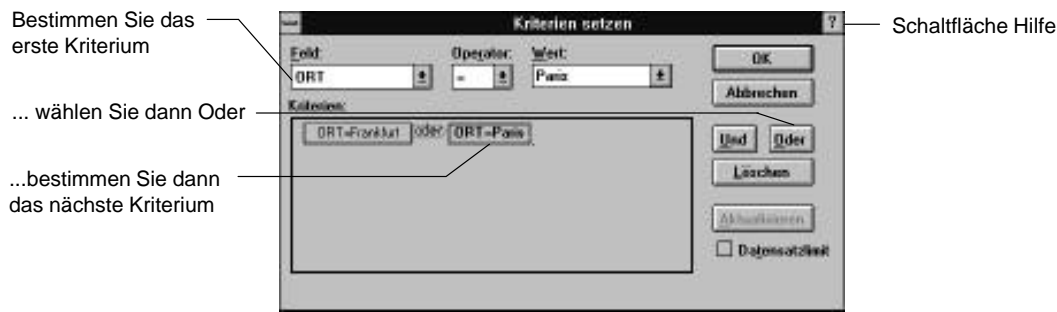 Bestimmen Sie das
erste Kriterium
... wählen Sie dann Oder
...bestimmen Sie dann
das nächste Kriterium
Kriterien setzen
?
Schaltfläche Hilfe
Feld: Operator: Wert:
ORT = Paris
Kriterien:
ORT=Frankfurt oder ORT=Paris
OK
Abbrechen
Und Oder
Löschen
Aktualisieren
Datensatzlimit